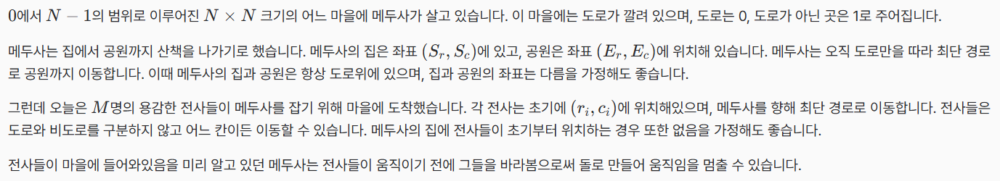 0에서 N − 1의 범위로 이루어진 N × N 크기의 어느 마을에 메두사가 살고 있습니다. 이 마을에는 도로가 깔려 있으며, 도로는 0, 도로가 아닌 곳은 1로 주어집니다.
메두사는 집에서 공원까지 산책을 나가기로 했습니다. 메두사의 집은 좌표 (S_r, S_c)에 있고, 공원은 좌표 (E_r, E_c)에 위치해 있습니다. 메두사는 오직 도로만을 따라 최단 경로
로 공원까지 이동합니다. 이때 메두사의 집과 공원은 항상 도로위에 있으며, 집과 공원의 좌표는 다름을 가정해도 좋습니다.
그런데 오늘은 M명의 용감한 전사들이 메두사를 잡기 위해 마을에 도착했습니다. 각 전사는 초기에 (r_i, c_i)에 위치해있으며, 메두사를 향해 최단 경로로 이동합니다. 전사들은
도로와 비도로를 구분하지 않고 어느 칸이든 이동할 수 있습니다. 메두사의 집에 전사들이 초기부터 위치하는 경우 또한 없음을 가정해도 좋습니다.
전사들이 마을에 들어와있음을 미리 알고 있던 메두사는 전사들이 움직이기 전에 그들을 바라봄으로써 돌로 만들어 움직임을 멈출 수 있습니다.